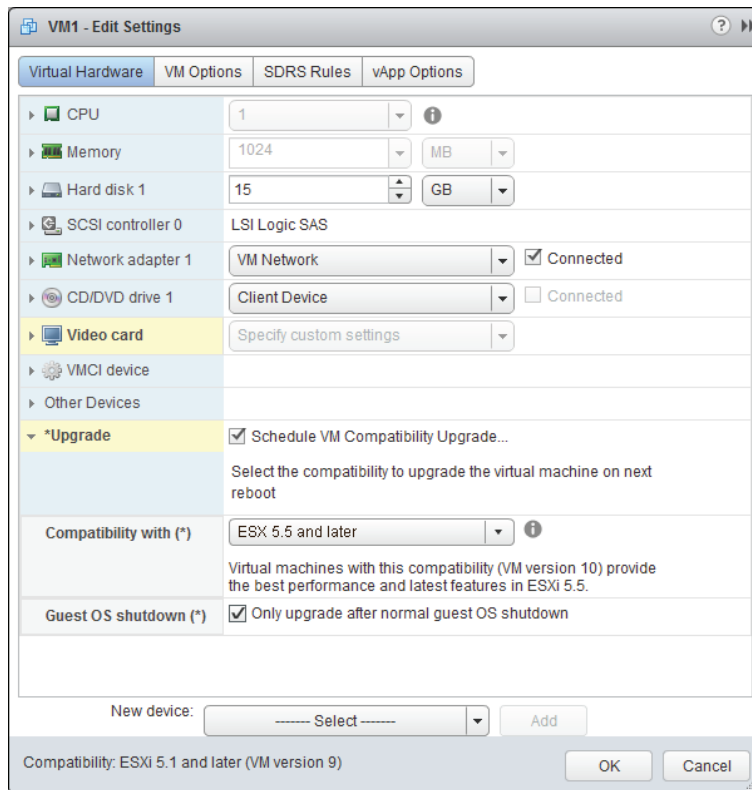 VM1 - Edit Settings
Virtual Hardware VM Options SDRS Rules vApp Options
CPU 1
Memory 1024 MB
Hard disk 1 15 GB
SCSI controller 0 LSI Logic SAS
Network adapter 1 VM Network Connected
CD/DVD drive 1 Client Device Connected
Video card Specify custom settings
VMCI device
Other Devices
*Upgrade Schedule VM Compatibility Upgrade...
Select the compatibility to upgrade the virtual machine on next
reboot
Compatibility with (*) ESX 5.5 and later
Virtual machines with this compatibility (VM version 10) provide
the best performance and latest features in ESXi 5.5.
Guest OS shutdown (*) Only upgrade after normal guest OS shutdown
New device: ------- Select ------- Add
Compatibility: ESXi 5.1 and later (VM version 9) OK Cancel